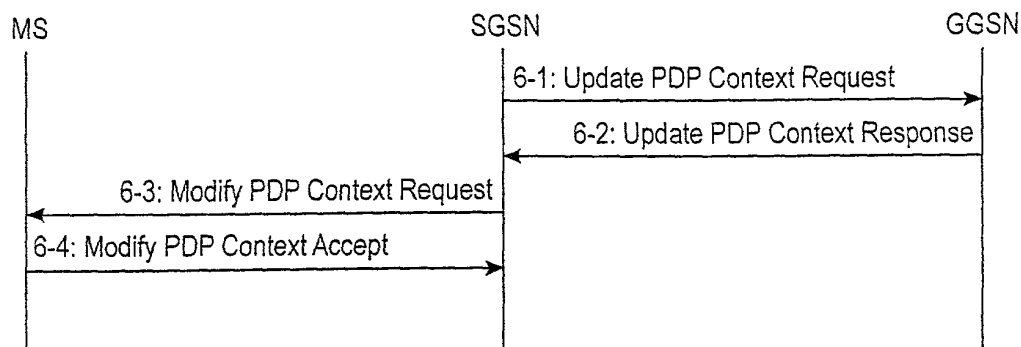 MS
SGSN
GGSN
6-1: Update PDP Context Request
6-2: Update PDP Context Response
6-3: Modify PDP Context Request
6-4: Modify PDP Context Accept